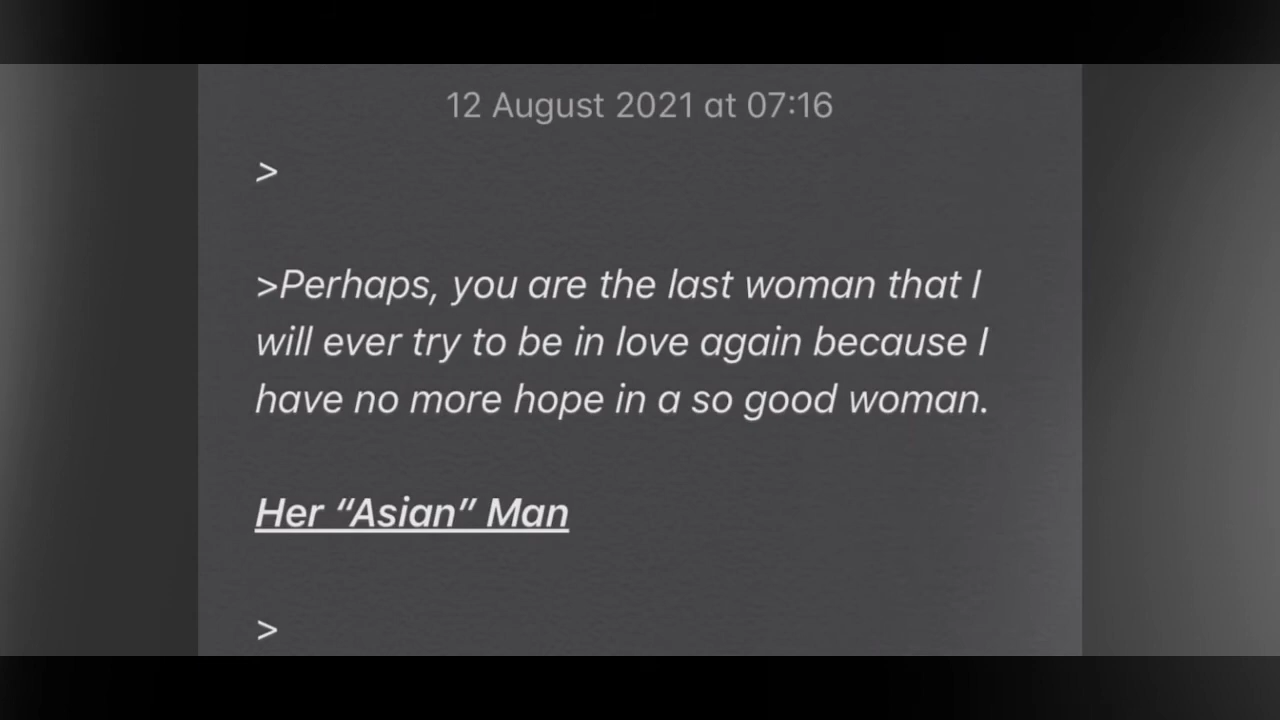 12 August 2021 at 07:16
>
>Perhaps, you are the last woman that I
will ever try to be in love again because I
have no more hope in a so good woman.
Her “Asian” Man
>